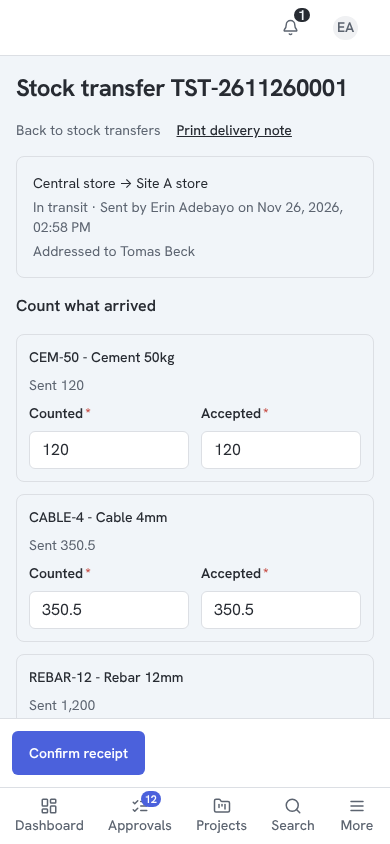 1
EA
Stock transfer TST-2611260001
Back to stock transfers Print delivery note
Central store → Site A store
In transit · Sent by Erin Adebayo on Nov 26, 2026,
02:58 PM
Addressed to Tomas Beck
Count what arrived
CEM-50 - Cement 50kg
Sent 120
Counted* Accepted*
120 120
CABLE-4 - Cable 4mm
Sent 350.5
Counted* Accepted*
350.5 350.5
REBAR-12 - Rebar 12mm
Sent 1,200
Confirm receipt
12
Dashboard Approvals Projects Search More